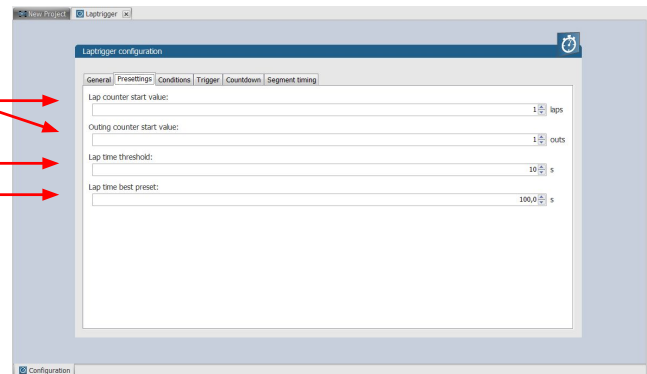 New Project Laptrigger
Laptrigger configuration
General Presettings Conditions Trigger Countdown Segment timing
Lap counter start value:
1 laps
Outing counter start value:
1 outs
Lap time threshold:
10 s
Lap time best preset:
100,0 s
Configuration